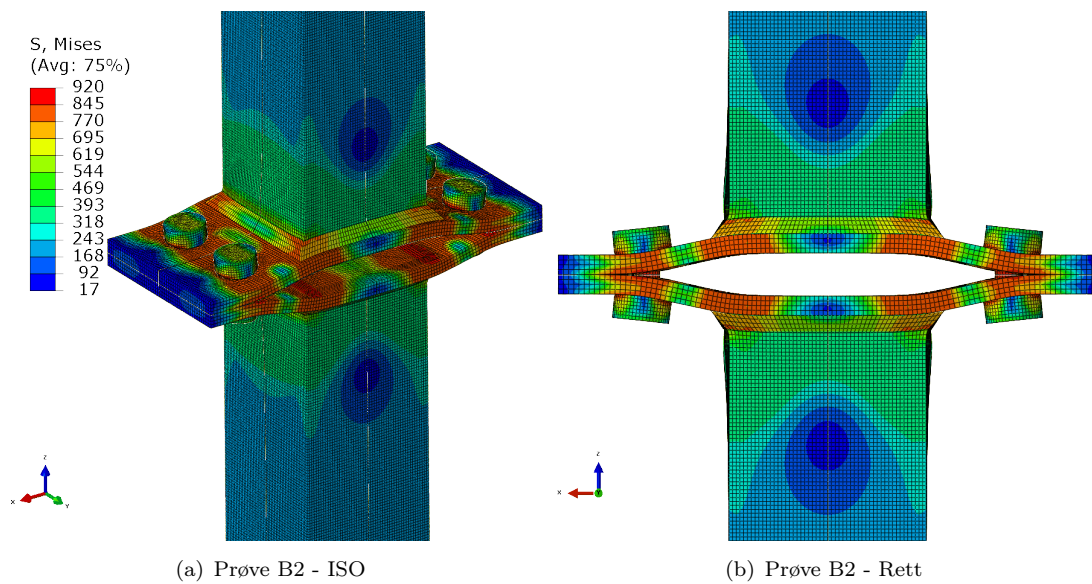 S, Mises
(Avg: 75%)
920
845
770
695
619
544
469
393
318
243
168
92
17
Z
X
Y
Z
X
Y
(a) Prøve B2 - ISO
(b) Prøve B2 - Rett